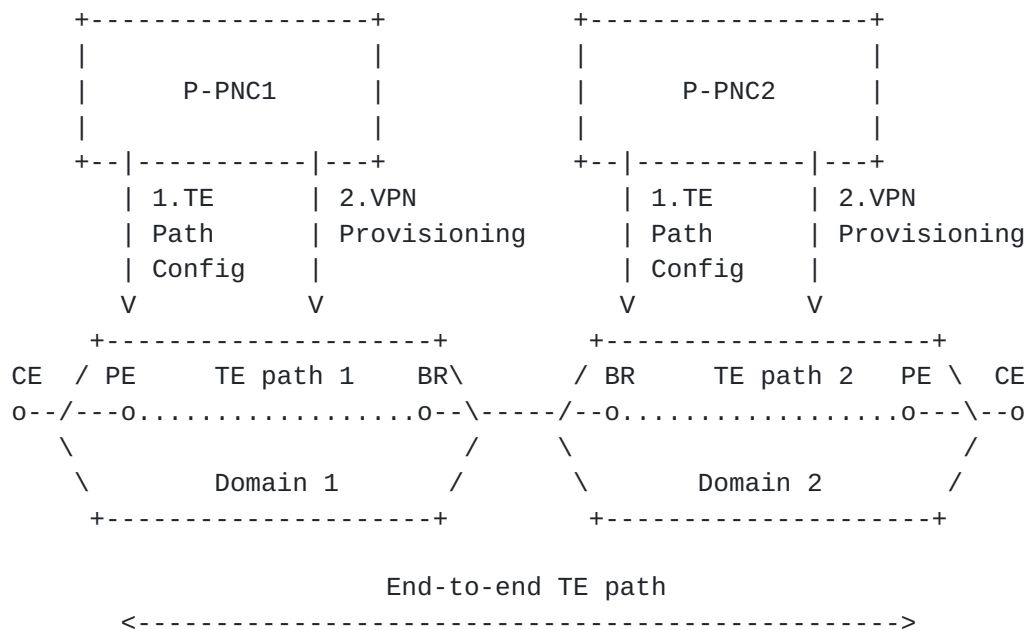 P-PNC1 P-PNC2
1.TE 2.VPN 1.TE 2.VPN
Path Provisioning Path Provisioning
Config Config
V V V V
CE PE TE path 1 BR BR TE path 2 PE CE
o o o o o o
Domain 1 Domain 2
End-to-end TE path